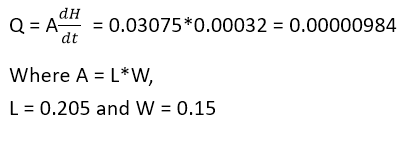 Q = A dH/dt = 0.03075*0.00032 = 0.00000984
Where A = L*W,
L = 0.205 and W = 0.15